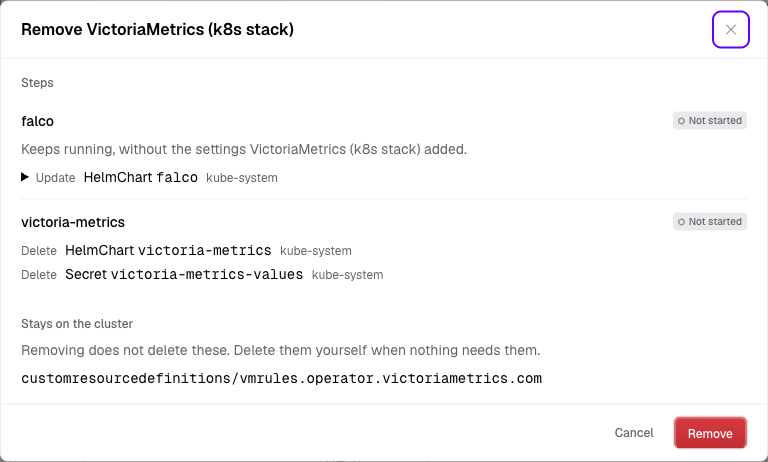 Remove VictoriaMetrics (k8s stack)
Steps
falco
Not started
Keeps running, without the settings VictoriaMetrics (k8s stack) added.
Update HelmChart falco kube-system
victoria-metrics
Not started
Delete HelmChart victoria-metrics kube-system
Delete Secret victoria-metrics-values kube-system
Stays on the cluster
Removing does not delete these. Delete them yourself when nothing needs them.
customresourcedefinitions/vmrules.operator.victoriametrics.com
Cancel Remove